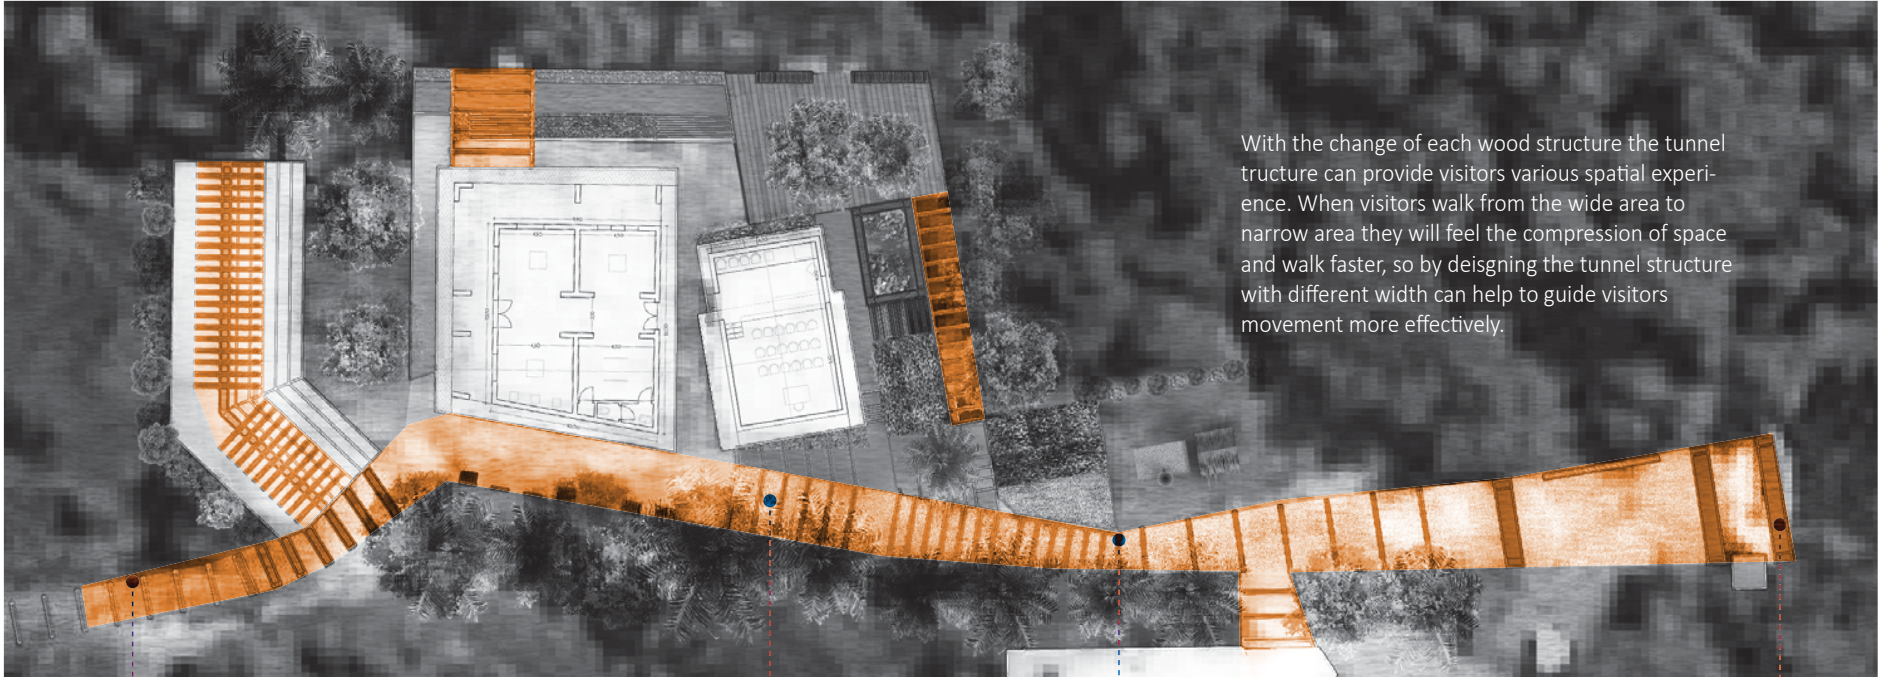 With the change of each wood structure the tunnel
tructure can provide visitors various spatial experi-
ence. When visitors walk from the wide area to
narrow area they will feel the compression of space
and walk faster, so by deisgning the tunnel structure
with different width can help to guide visitors
movement more effectively.